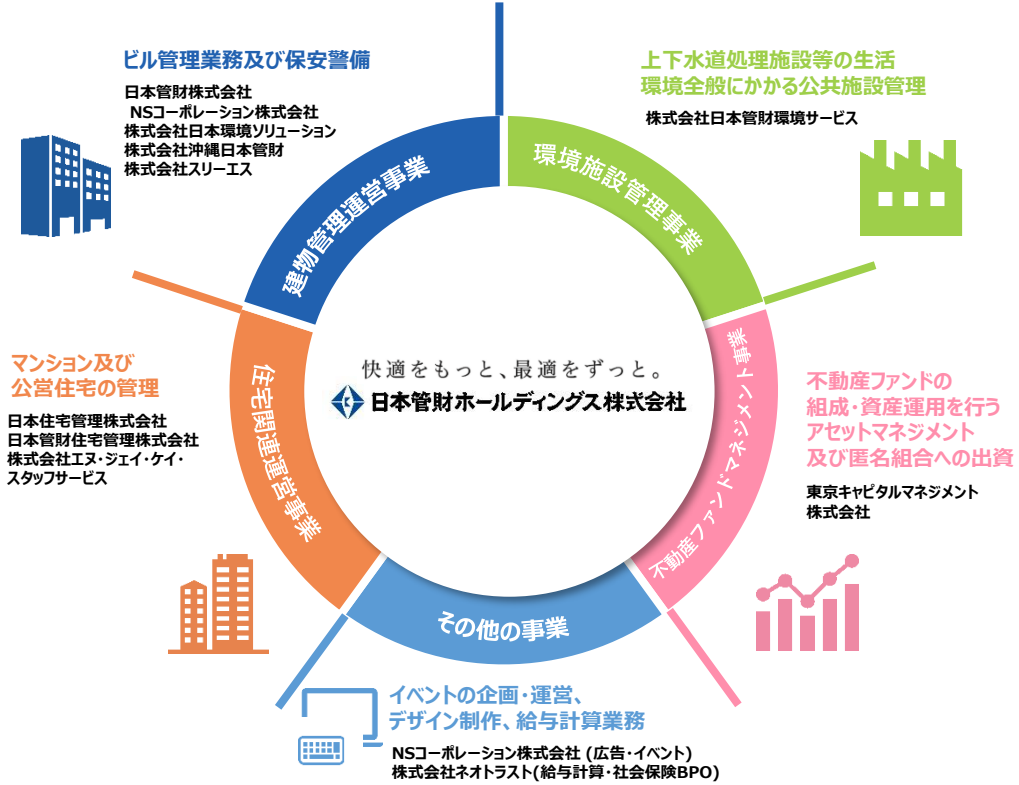 ビル管理業務及び保安警備
日本管財株式会社
NSコーポレーション株式会社
株式会社日本環境ソリューション
株式会社沖縄日本管財
株式会社スリーエス
上下水道処理施設等の生活
環境全般にかかる公共施設管理
株式会社日本管財環境サービス
建物管理運営事業
環境施設管理事業
快適をもっと、最適をずっと。
日本管財ホールディングス株式会社
マンション及び
公営住宅の管理
日本住宅管理株式会社
日本管財住宅管理株式会社
株式会社エヌ・ジェイ・ケイ・
スタッフサービス
住宅関連運営事業
不動産ファンドマネジメント事業
不動産ファンドの
組成・資産運用を行う
アセットマネジメント
及び匿名組合への出資
東京キャピタルマネジメント
株式会社
その他の事業
イベントの企画・運営、
デザイン制作、給与計算業務
NSコーポレーション株式会社 (広告・イベント)
株式会社ネオトラスト(給与計算・社会保険BPO)